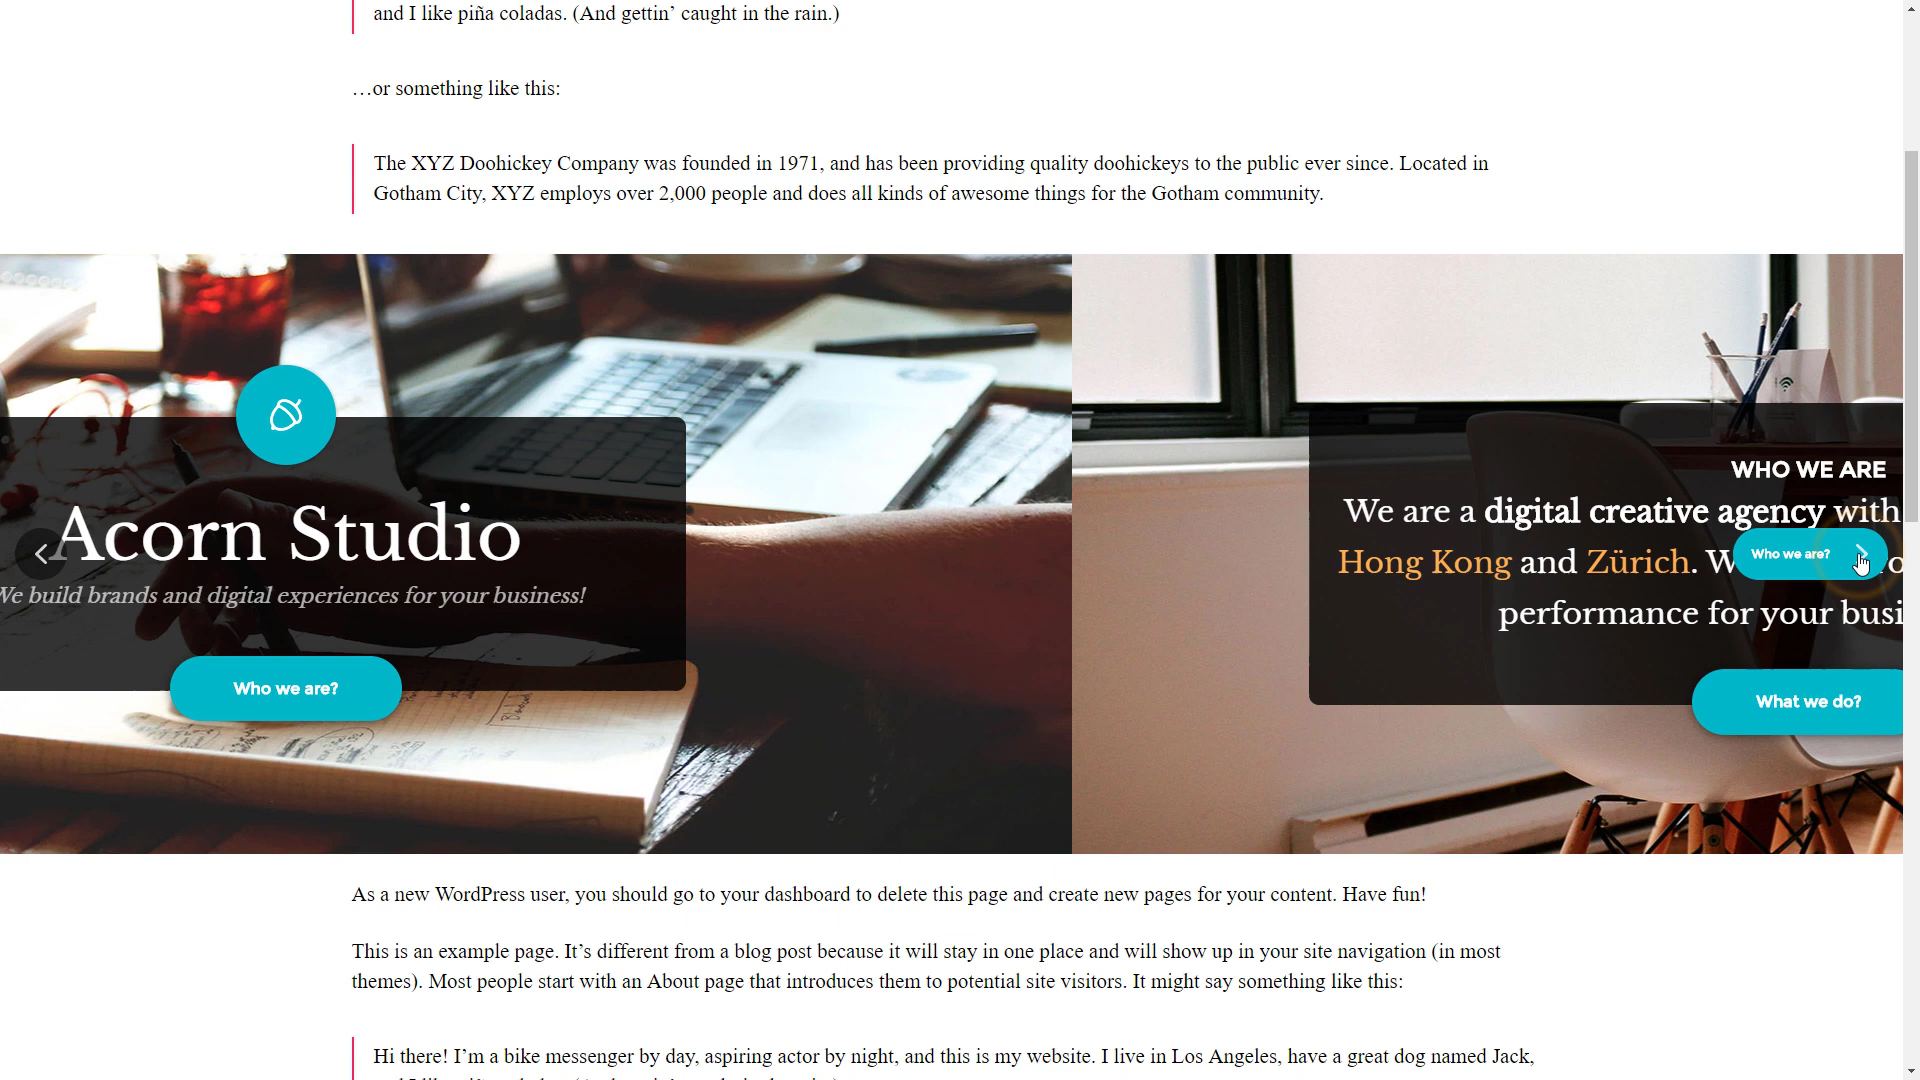 and I like piña coladas. (And gettin’ caught in the rain.)
…or something like this:
The XYZ Doohickey Company was founded in 1971, and has been providing quality doohickeys to the public ever since. Located in
Gotham City, XYZ employs over 2,000 people and does all kinds of awesome things for the Gotham community.
Acorn Studio
We build brands and digital experiences for your business!
Who we are?
WHO WE ARE
We are a digital creative agency with
Hong Kong and Zürich.
Who we are?
performance for your busi
What we do?
As a new WordPress user, you should go to your dashboard to delete this page and create new pages for your content. Have fun!
This is an example page. It’s different from a blog post because it will stay in one place and will show up in your site navigation (in most
themes). Most people start with an About page that introduces them to potential site visitors. It might say something like this:
Hi there! I’m a bike messenger by day, aspiring actor by night, and this is my website. I live in Los Angeles, have a great dog named Jack,